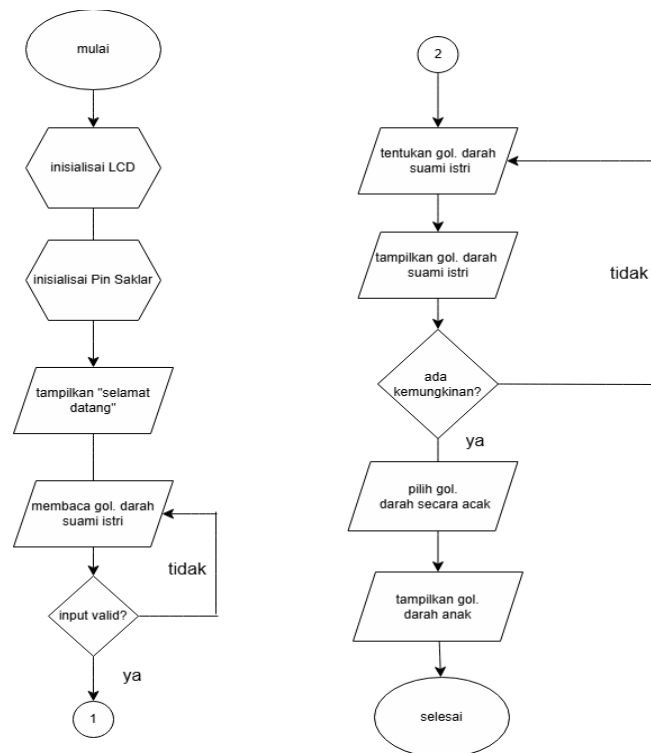 mulai
inisialisai LCD
inisialisai Pin Saklar
tampilkan "selamat
datang"
membaca gol. darah
suami istri
tidak
input valid?
ya
1
2
tentukan gol. darah
suami istri
tampilkan gol. darah
suami istri
tidak
ada
kemungkinan?
ya
pilih gol.
darah secara acak
tampilkan gol.
darah anak
selesai